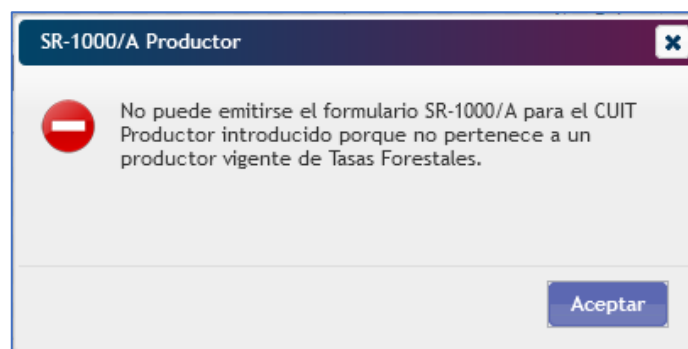 SR-1000/A Productor
No puede emitirse el formulario SR-1000/A para el CUIT
Productor introducido porque no pertenece a un
productor vigente de Tasas Forestales.
Aceptar